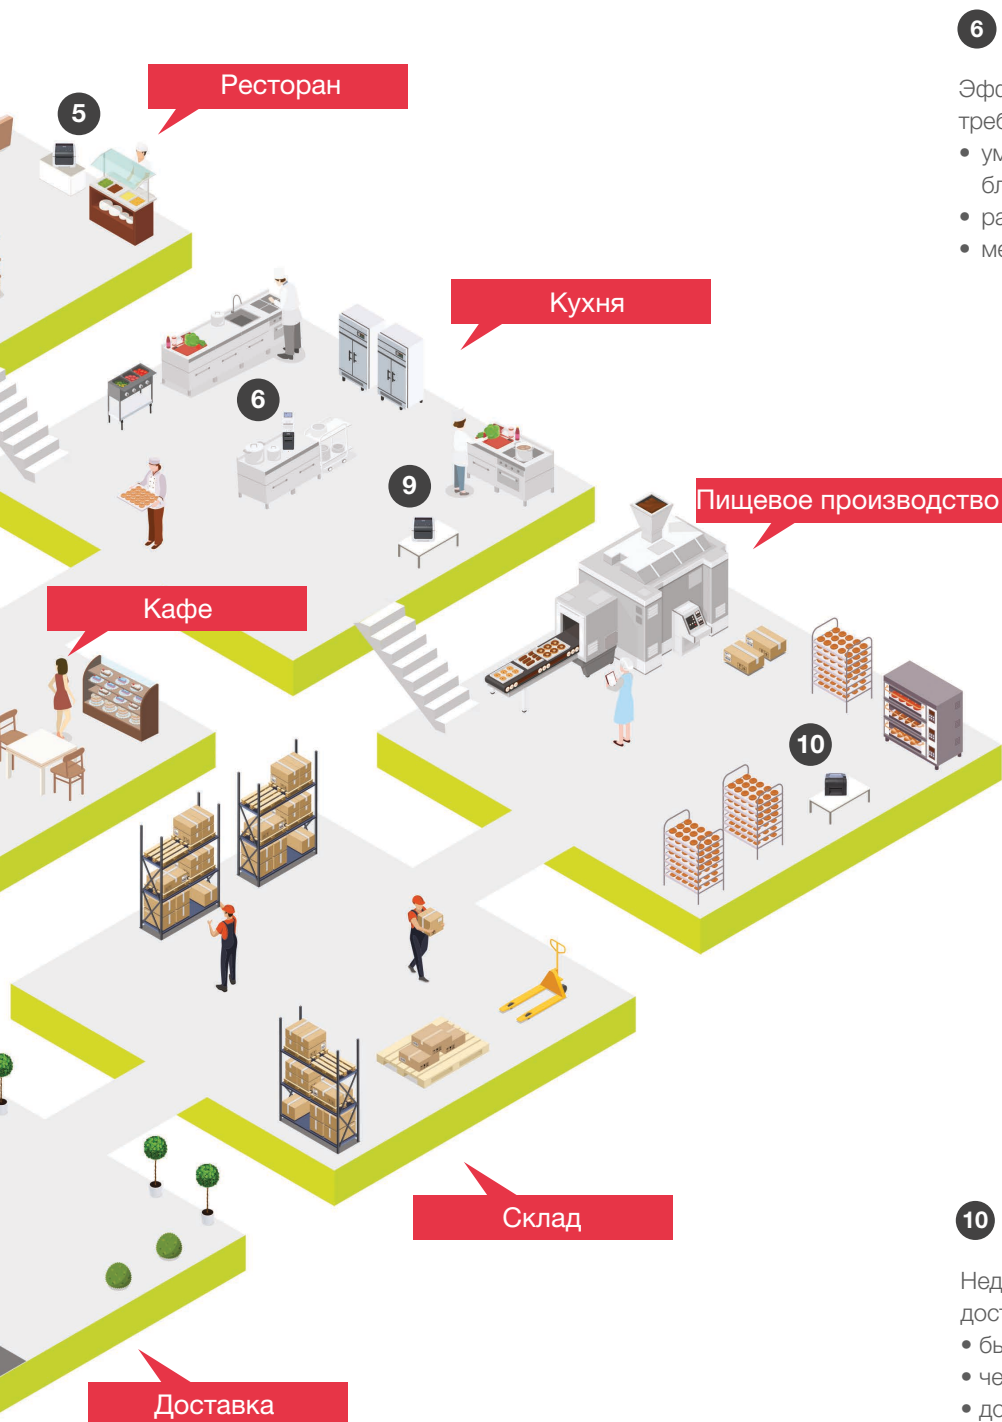 Ресторан
5
Кухня
6
9
Пищевое производство
Кафе
10
Склад
Доставка
6
10